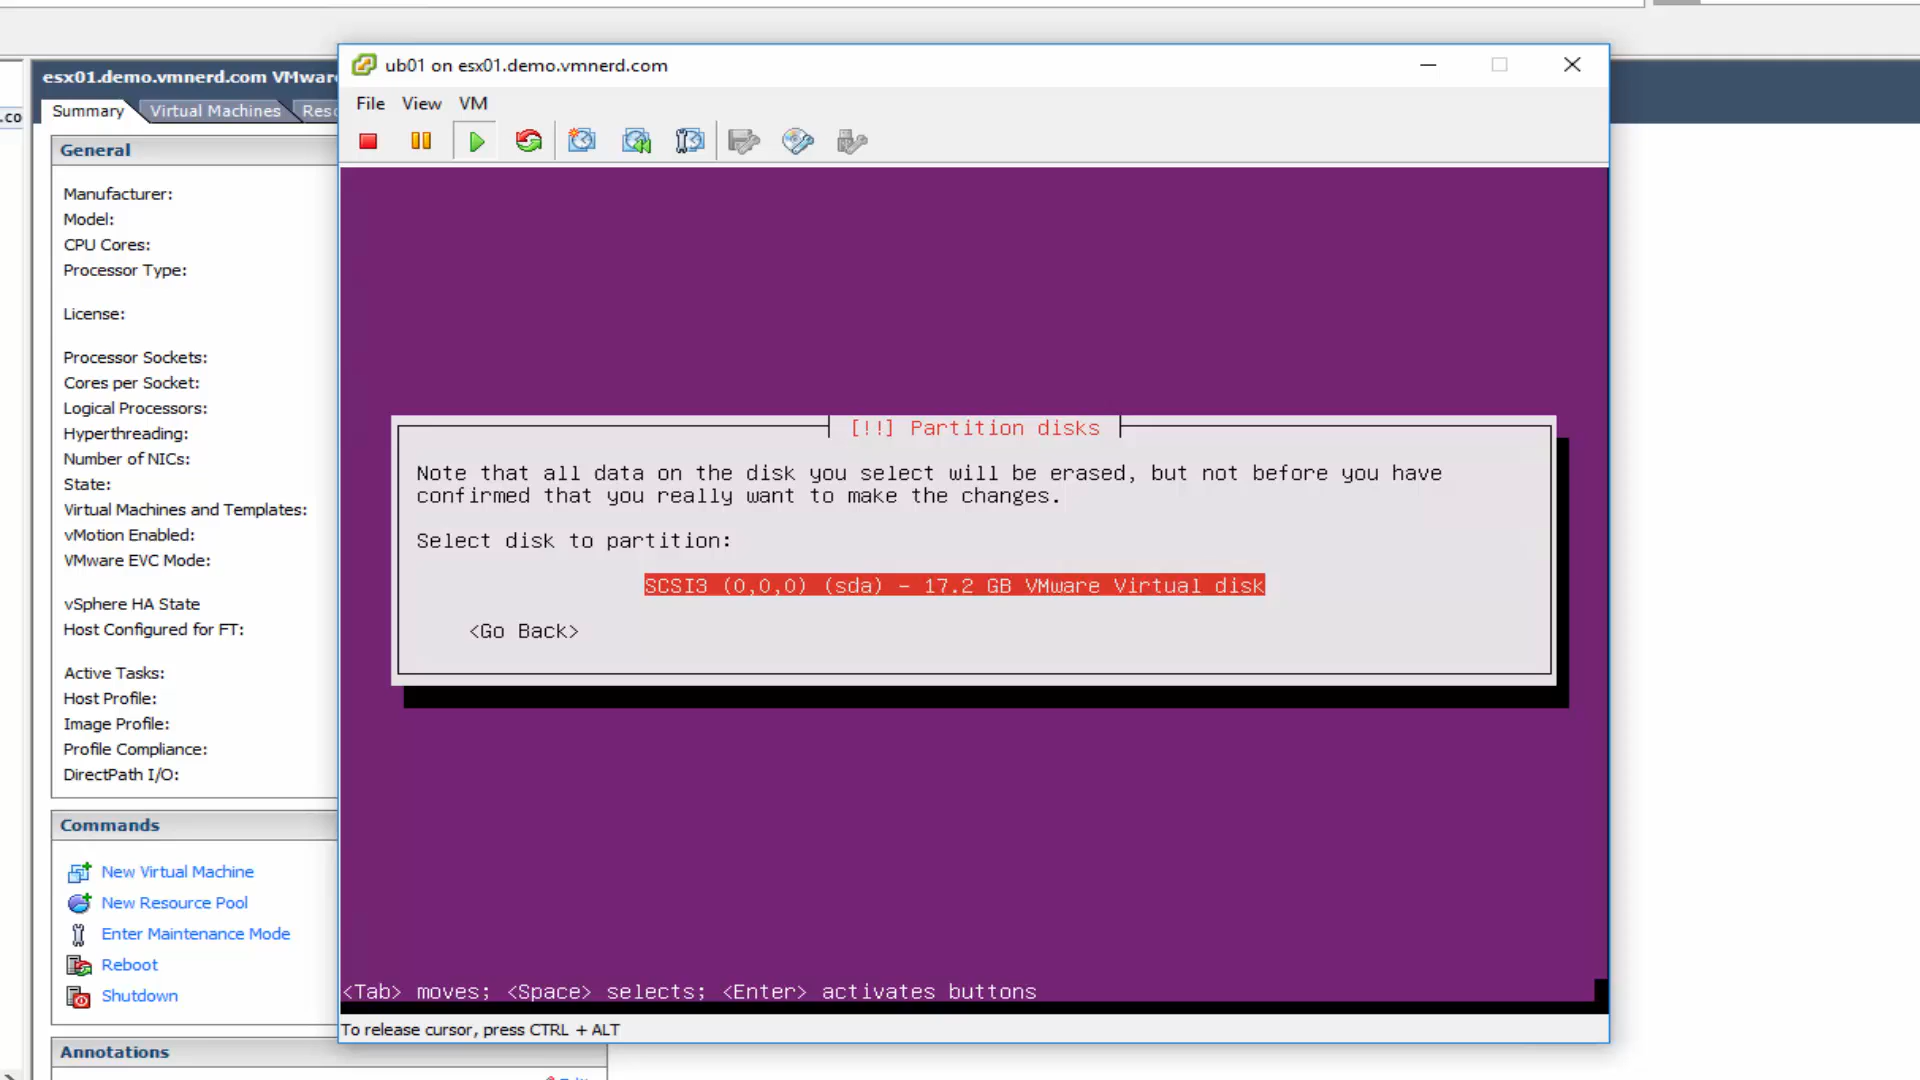 esx01.demo.vmnerd.com VMware
.co
Summary
Virtual Machines
General
Manufacturer:
Model:
CPU Cores:
Processor Type:
License:
Processor Sockets:
Cores per Socket:
Logical Processors:
Hyperthreading:
Number of NICs:
State:
Virtual Machines and Templates:
vMotion Enabled:
VMware EVC Mode:
vSphere HA State
Host Configured for FT:
Active Tasks:
Host Profile:
Image Profile:
Profile Compliance:
DirectPath I/O:
Commands
New Virtual Machine
New Resource Pool
Enter Maintenance Mode
Reboot
Shutdown
Annotations
ub01 on esx01.demo.vmnerd.com
File View VM
[!!] Partition disks
Note that all data on the disk you select will be erased, but not before you have
confirmed that you really want to make the changes.
Select disk to partition:
SCSI3 (0,0,0) (sda) - 17.2 GB VMware Virtual disk
<Go Back>
<Tab> moves; <Space> selects; <Enter> activates buttons
To release cursor, press CTRL + ALT